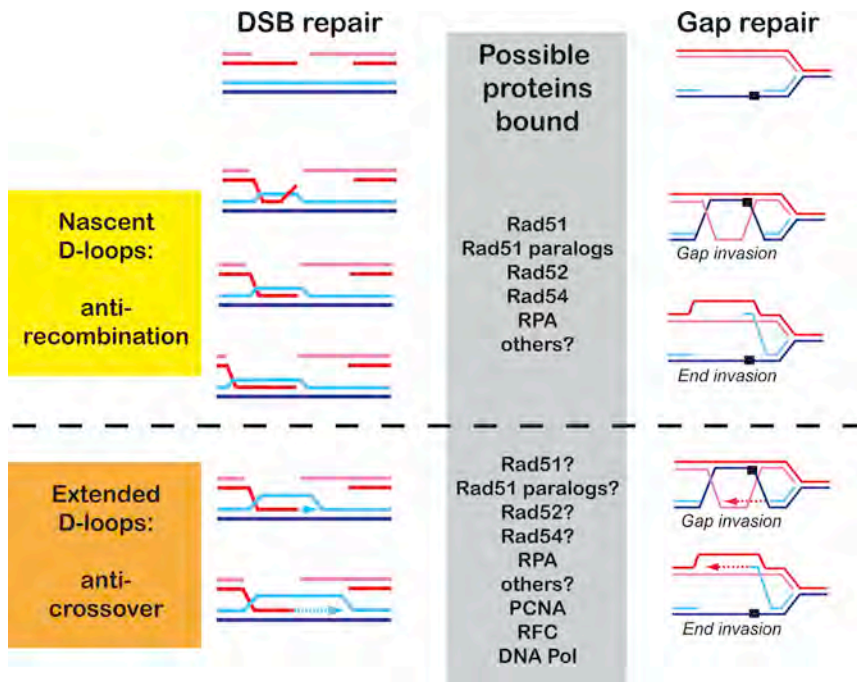 DSB repair
Possible
proteins
bound
Gap repair
Nascent
D-loops:
anti-
recombination
Rad51
Rad51 paralogs
Rad52
Rad54
RPA
others?
Gap invasion
End invasion
Extended
D-loops:
anti-
crossover
Rad51?
Rad51 paralogs?
Rad52?
Rad54?
RPA
others?
PCNA
RFC
DNA Pol
Gap invasion
End invasion